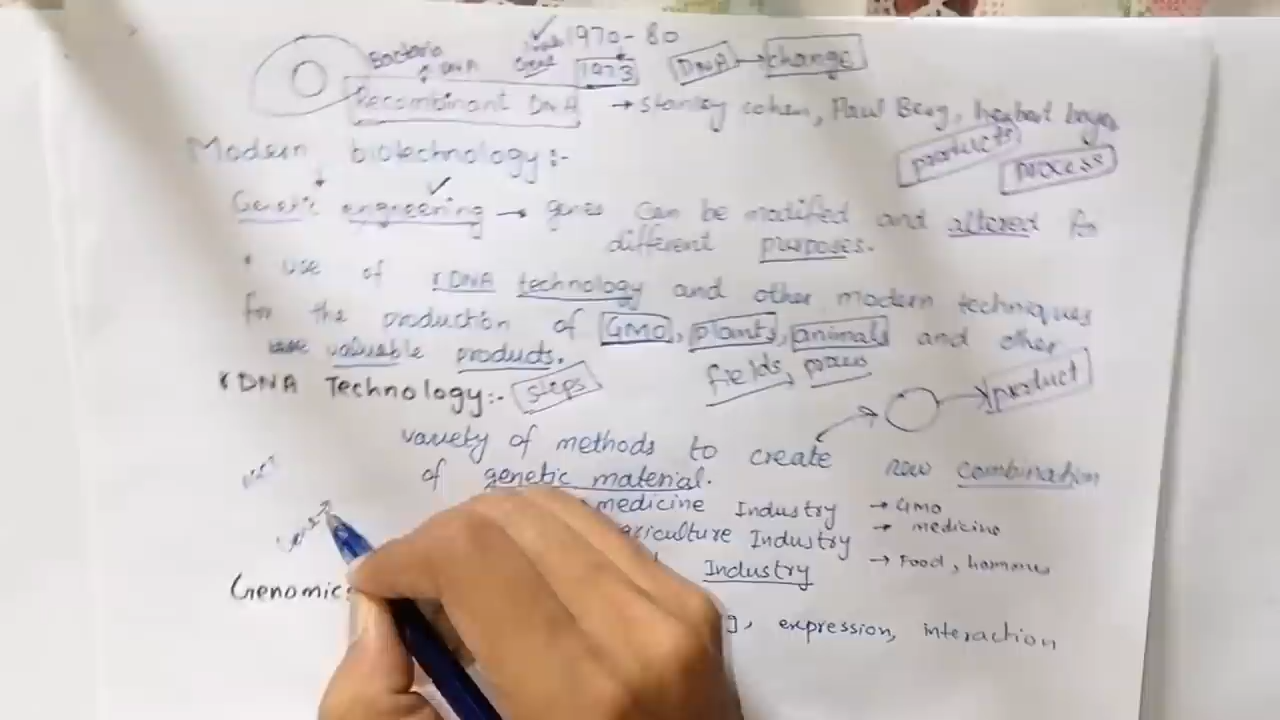 1970-80
Bacteria DNA 1973 DNA → change
Recombinant DNA → Stanley cohen, Paul Berg, herbert boyer
products
process
Modern biotechnology:-
Genetic engineering → genes can be modified and altered for
different purposes.
• use of rDNA technology and other modern techniques
for the production of GMO, plants, animals and other
valuable products.
fields, process
product
rDNA Technology:- steps
variety of methods to create new combination
of genetic material.
medicine Industry → GMO
griculture Industry → medicine
Industry → Food, hormones
Genomics
g, expression, interaction